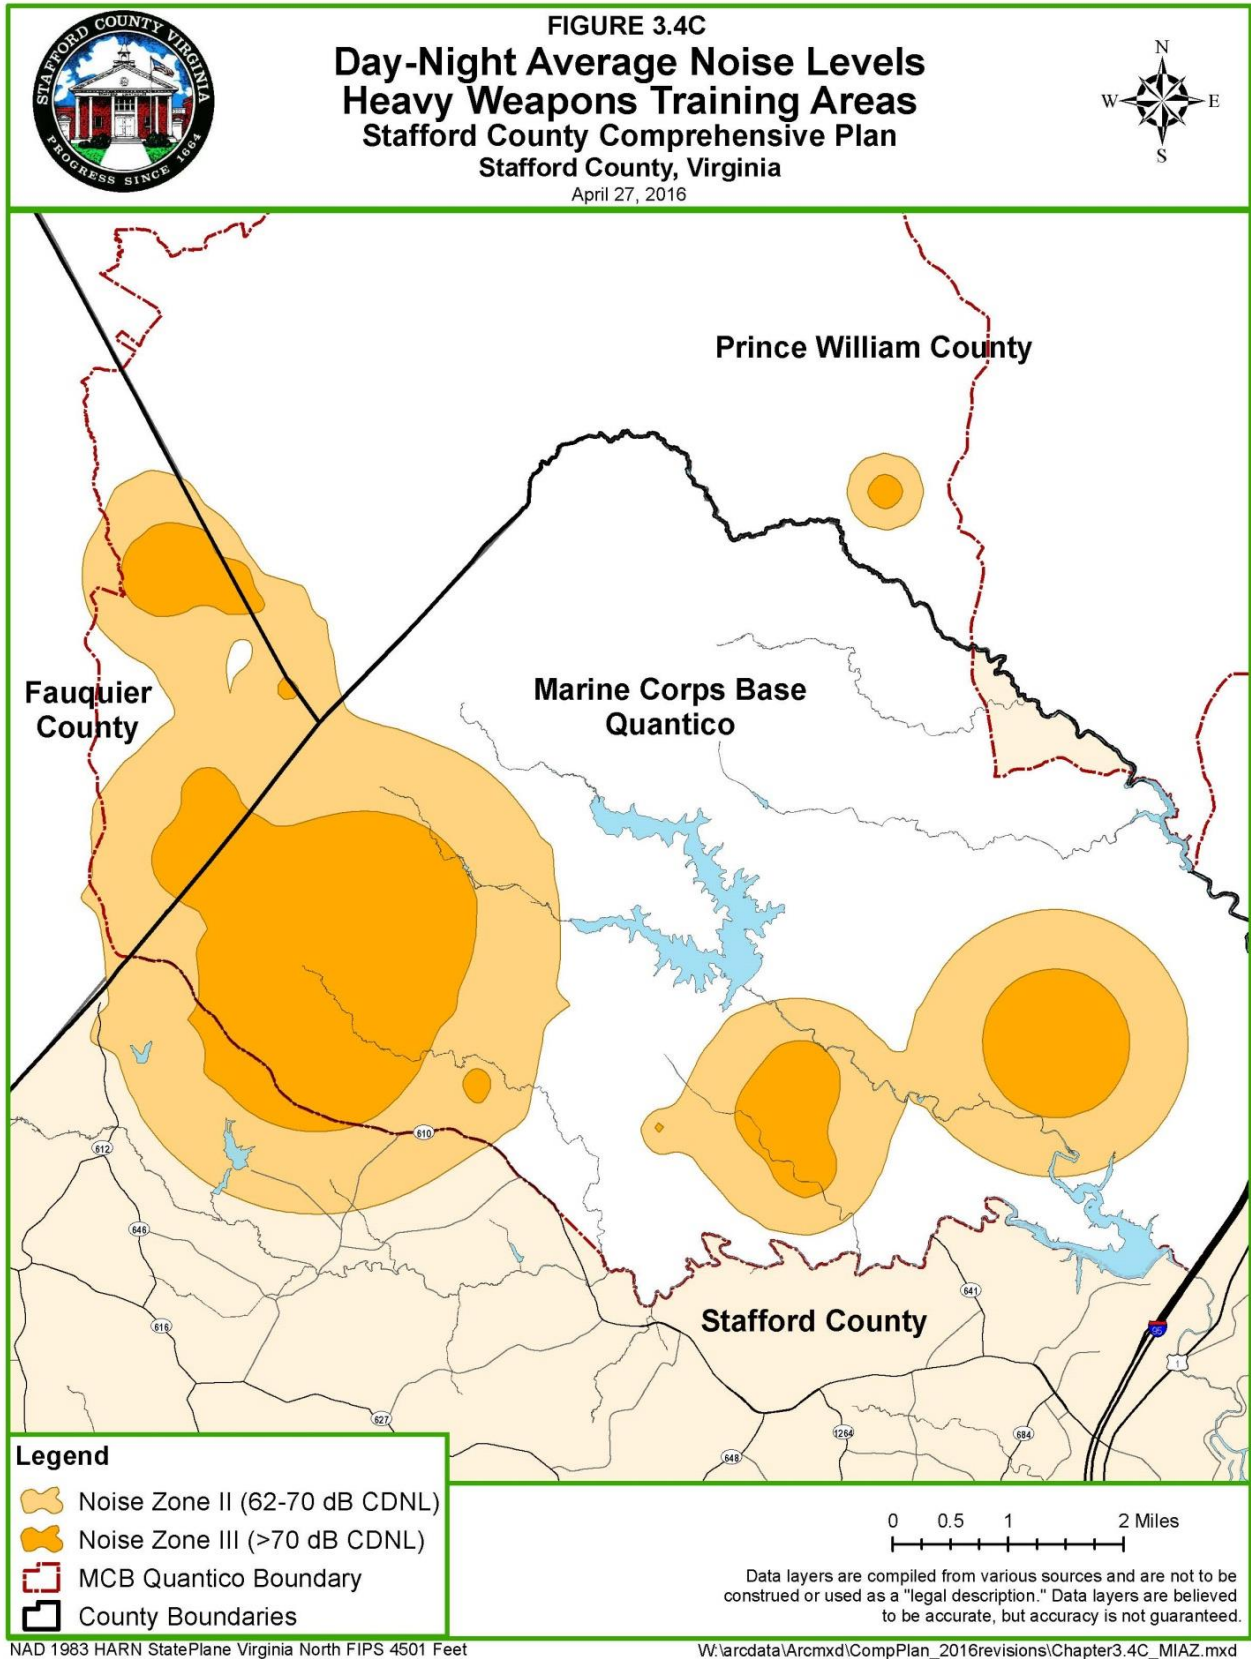 STAFFORD COUNTY VIRGINIA
PROGRESS SINCE 1664
FIGURE 3.4C
Day-Night Average Noise Levels
Heavy Weapons Training Areas
Stafford County Comprehensive Plan
Stafford County, Virginia
April 27, 2016
N
W E
S
Prince William County
Marine Corps Base
Quantico
Fauquier
County
610
612
646
616
Stafford County
641
95
1
627
1264
684
648
Legend
Noise Zone II (62-70 dB CDNL)
Noise Zone III (>70 dB CDNL)
MCB Quantico Boundary
County Boundaries
0 0.5 1 2 Miles
Data layers are compiled from various sources and are not to be
construed or used as a "legal description." Data layers are believed
to be accurate, but accuracy is not guaranteed.
NAD 1983 HARN StatePlane Virginia North FIPS 4501 Feet
W:\arcdata\Arcmxd\CompPlan_2016revisions\Chapter3.4C_MIAZ.mxd